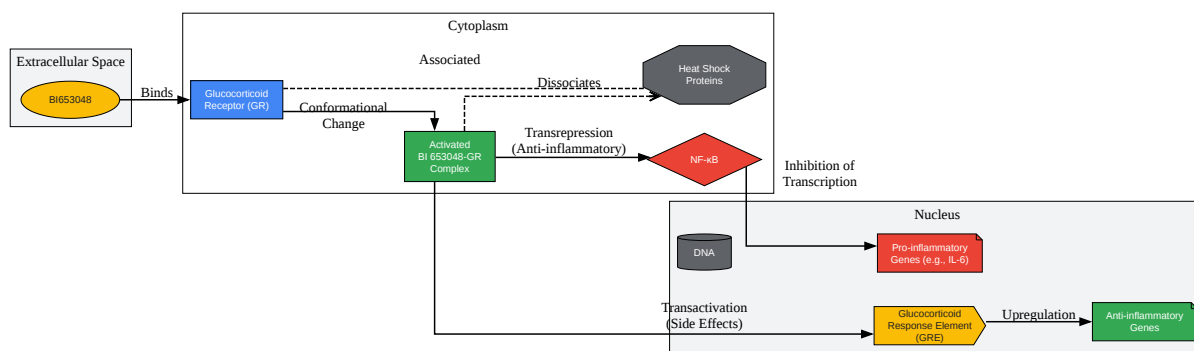 Cytoplasm
Extracellular Space
BI653048
Binds
Glucocorticoid
Receptor (GR)
Associated
Dissociates
Heat Shock
Proteins
Conformational
Change
Activated
BI 653048-GR
Complex
Transrepression
(Anti-inflammatory)
NF-κB
Inhibition of
Transcription
Nucleus
DNA
Pro-inflammatory
Genes (e.g., IL-6)
Transactivation
(Side Effects)
Glucocorticoid
Response Element
(GRE)
Upregulation
Anti-inflammatory
Genes